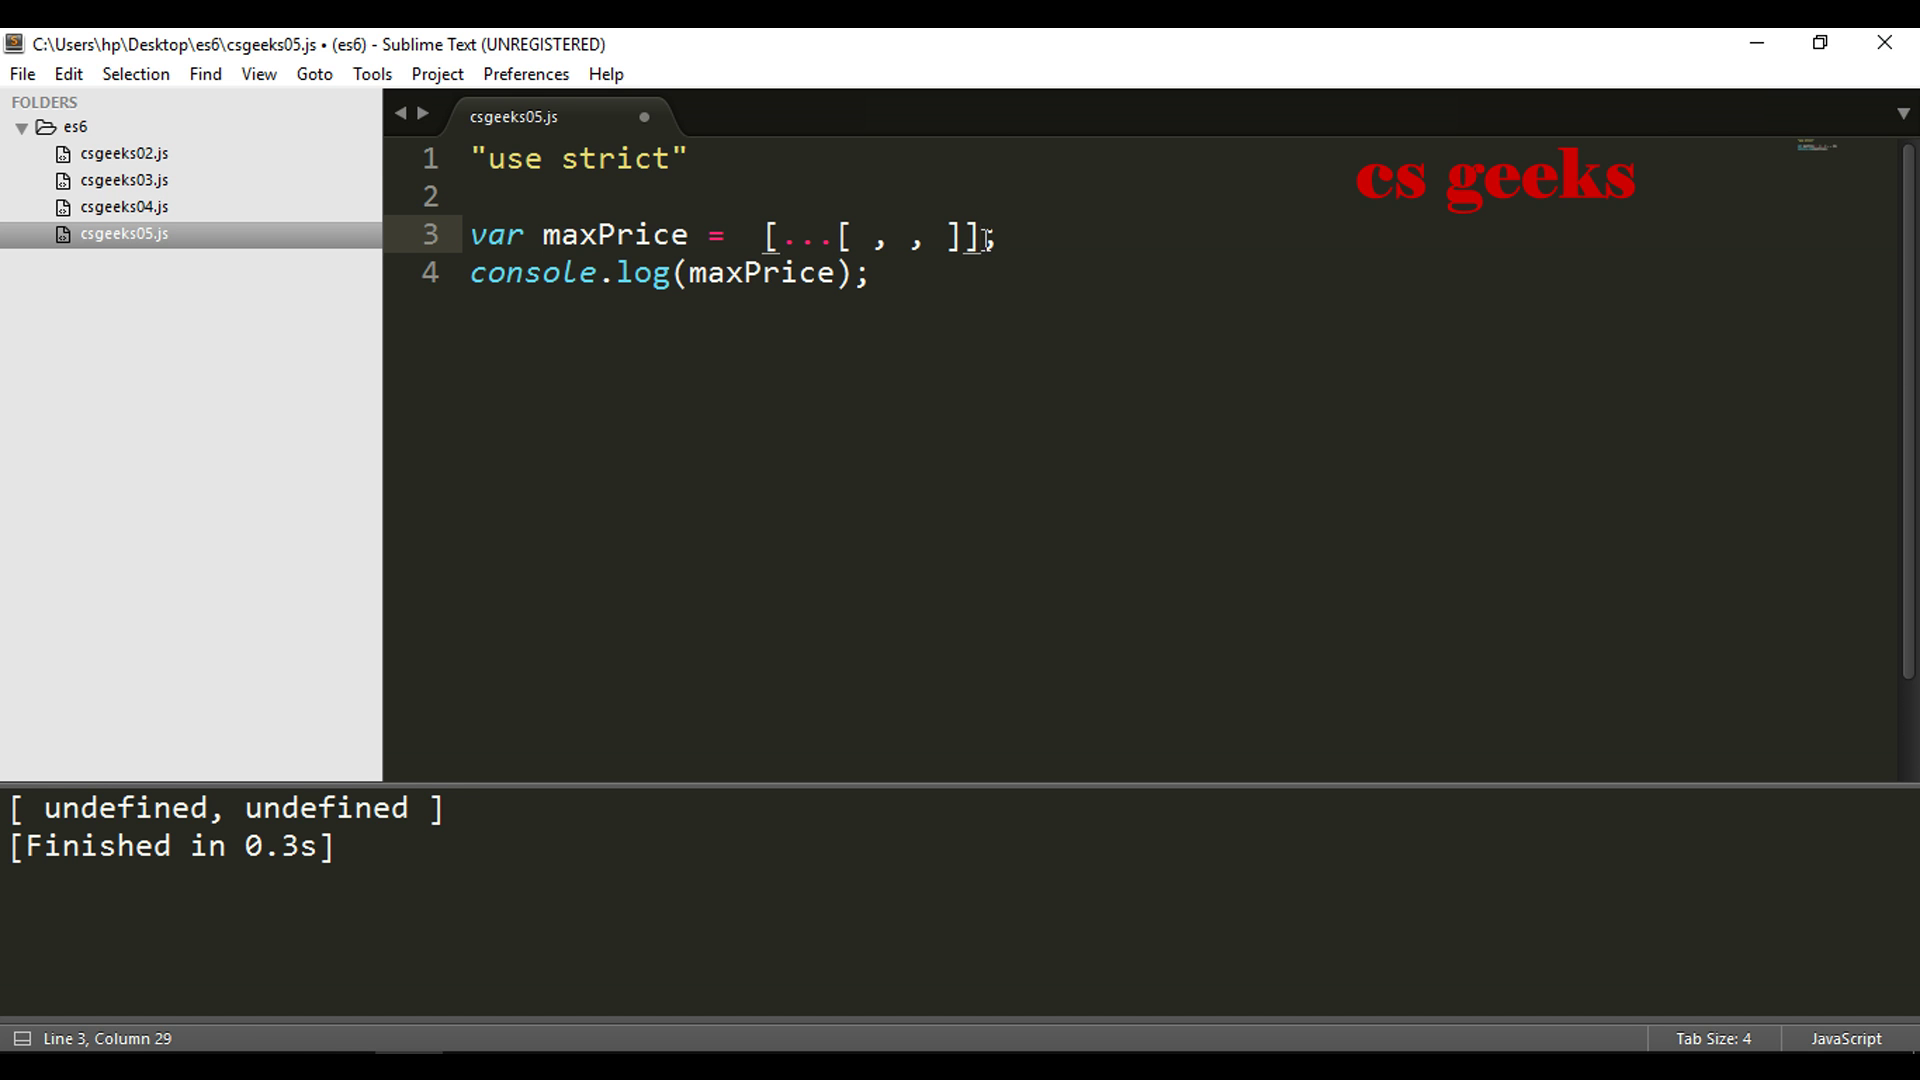 C:\Users\hp\Desktop\es6\csgeeks05.js • (es6) - Sublime Text (UNREGISTERED)
File Edit Selection Find View Goto Tools Project Preferences Help
FOLDERS
es6
csgeeks02.js
csgeeks03.js
csgeeks04.js
csgeeks05.js
csgeeks05.js
1 "use strict"
2
3 var maxPrice =  [...[ , , ]];
4 console.log(maxPrice);
cs geeks
[ undefined, undefined ]
[Finished in 0.3s]
Line 3, Column 29
Tab Size: 4
JavaScript